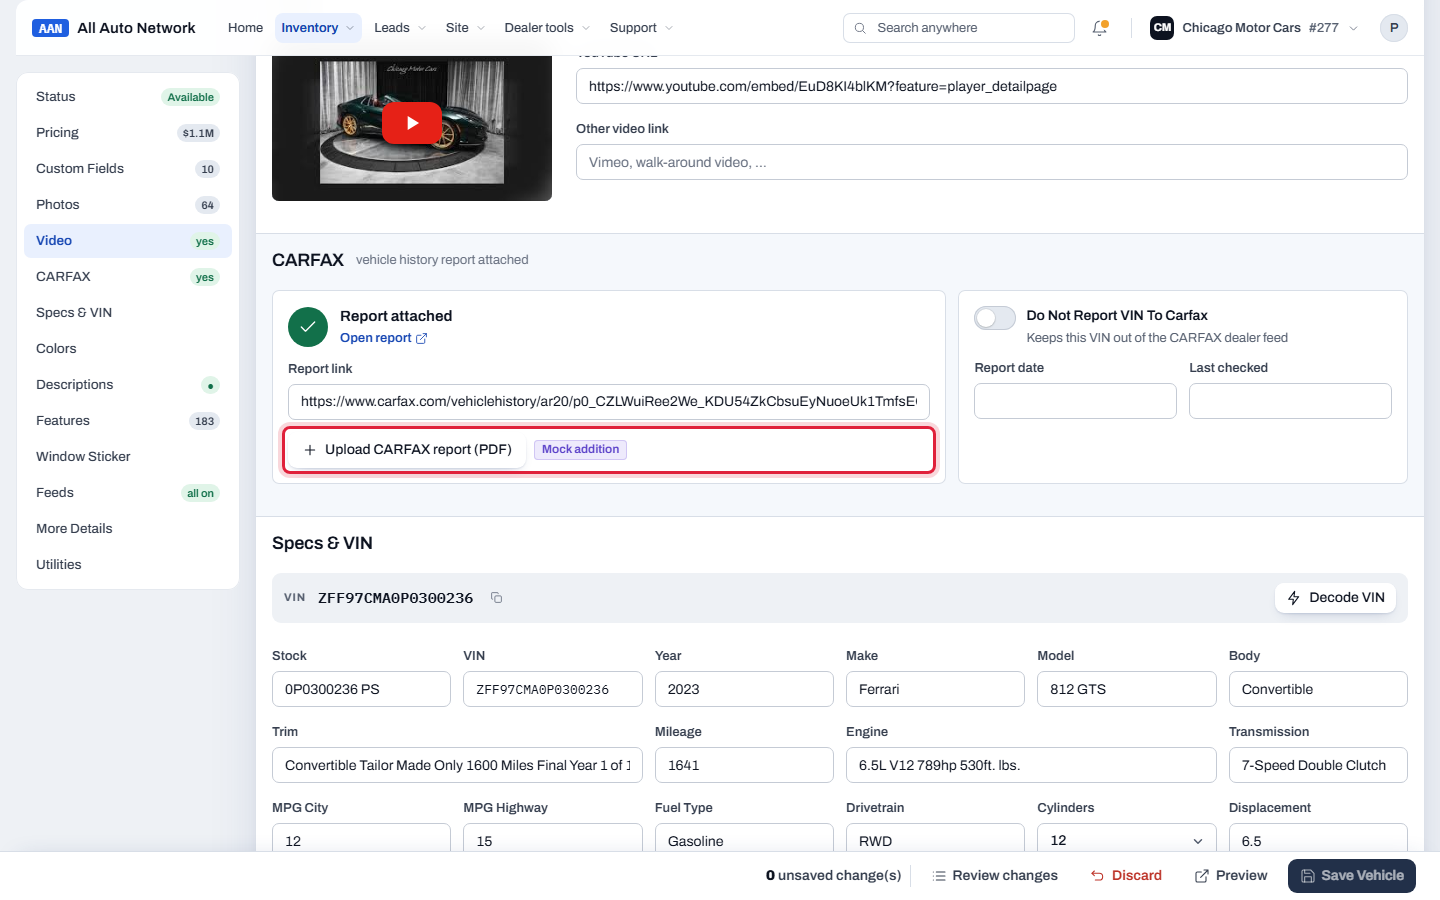 AAN All Auto Network Home Inventory Leads Site Dealer tools Support Search anywhere CM Chicago Motor Cars #277 P
Status Available
Pricing $1.1M
Custom Fields 10
Photos 64
Video yes
CARFAX yes
Specs & VIN
Colors
Descriptions
Features 183
Window Sticker
Feeds all on
More Details
Utilities
Chicago Motor Cars
https://www.youtube.com/embed/EuD8KI4blKM?feature=player_detailpage
Other video link
Vimeo, walk-around video, ...
CARFAX vehicle history report attached
Report attached
Open report
Report link
https://www.carfax.com/vehiclehistory/ar20/p0_CZLWuiRee2We_KDU54ZkCbsuEyNuoeUk1TmfsE
Upload CARFAX report (PDF) Mock addition
Do Not Report VIN To Carfax
Keeps this VIN out of the CARFAX dealer feed
Report date Last checked
Specs & VIN
VIN ZFF97CMA0P0300236 Decode VIN
Stock VIN Year Make Model Body
0P0300236 PS ZFF97CMA0P0300236 2023 Ferrari 812 GTS Convertible
Trim Mileage Engine Transmission
Convertible Tailor Made Only 1600 Miles Final Year 1 of 1 1641 6.5L V12 789hp 530ft. lbs. 7-Speed Double Clutch
MPG City MPG Highway Fuel Type Drivetrain Cylinders Displacement
12 15 Gasoline RWD 12 6.5
0 unsaved change(s) Review changes Discard Preview Save Vehicle